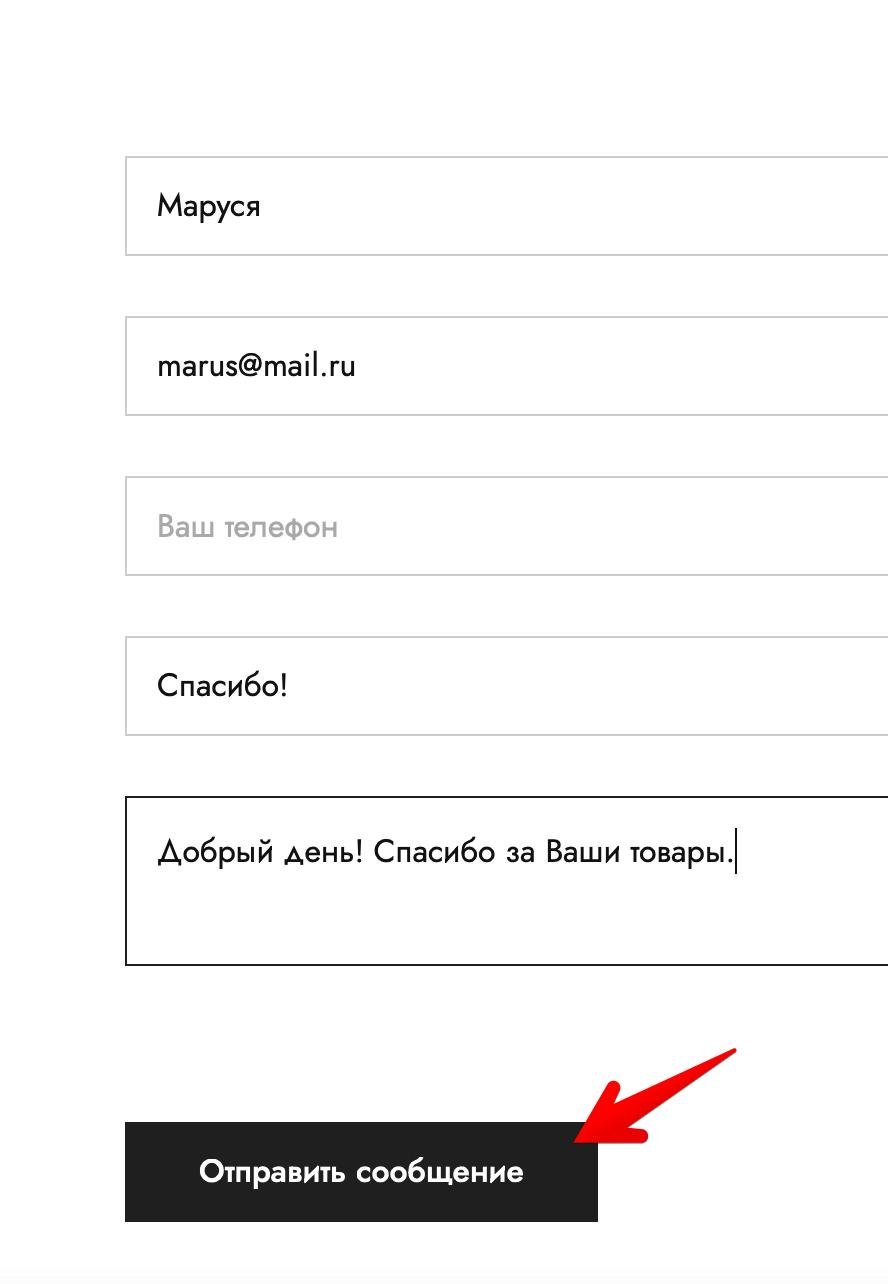 Маруся
marus@mail.ru
Ваш телефон
Спасибо!
Добрый день! Спасибо за Ваши товары.
Отправить сообщение